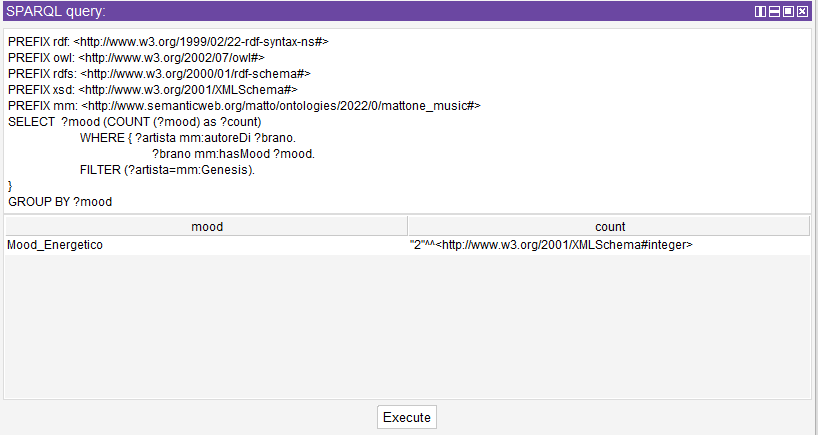 SPARQL query:
PREFIX rdf: <http://www.w3.org/1999/02/22-rdf-syntax-ns#>
PREFIX owl: <http://www.w3.org/2002/07/owl#>
PREFIX rdfs: <http://www.w3.org/2000/01/rdf-schema#>
PREFIX xsd: <http://www.w3.org/2001/XMLSchema#>
PREFIX mm: <http://www.semanticweb.org/matto/ontologies/2022/0/mattone_music#>
SELECT ?mood (COUNT (?mood) as ?count)
WHERE { ?artista mm:autoreDi ?brano.
?brano mm:hasMood ?mood.
FILTER (?artista=mm:Genesis).
}
GROUP BY ?mood
mood count
Mood_Energetico "2"^^<http://www.w3.org/2001/XMLSchema#integer>
Execute